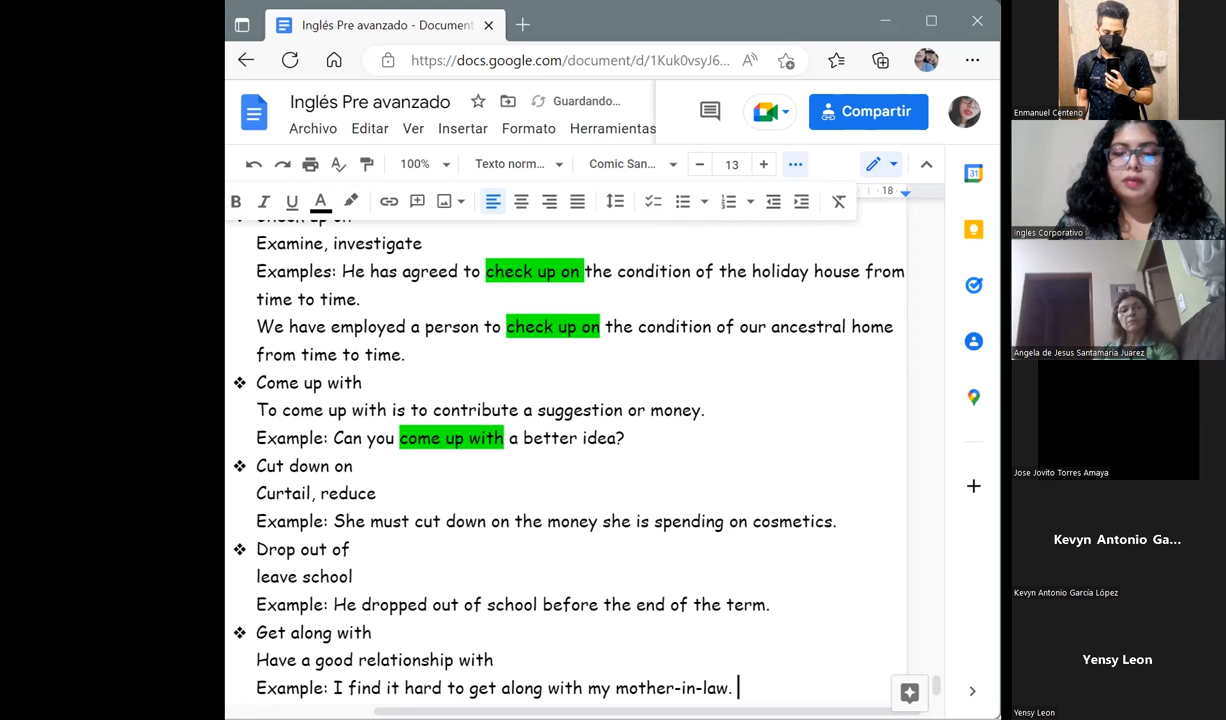 Inglés Pre avanzado - Document
https://docs.google.com/document/d/1Kuk0vsyJ6...
Inglés Pre avanzado
Guardando...
Archivo Editar Ver Insertar Formato Herramientas
Compartir
100% Texto norm... Comic San... 13
18
Check up on
Examine, investigate
Examples: He has agreed to check up on the condition of the holiday house from
time to time.
We have employed a person to check up on the condition of our ancestral home
from time to time.
❖ Come up with
To come up with is to contribute a suggestion or money.
Example: Can you come up with a better idea?
❖ Cut down on
Curtail, reduce
Example: She must cut down on the money she is spending on cosmetics.
❖ Drop out of
leave school
Example: He dropped out of school before the end of the term.
❖ Get along with
Have a good relationship with
Example: I find it hard to get along with my mother-in-law.
Enmanuel Centeno
Ingles Corporativo
Angela de Jesus Santamaria Juarez
Jose Jovito Torres Amaya
Kevyn Antonio Ga...
Kevyn Antonio García López
Yensy Leon
Yensy Leon